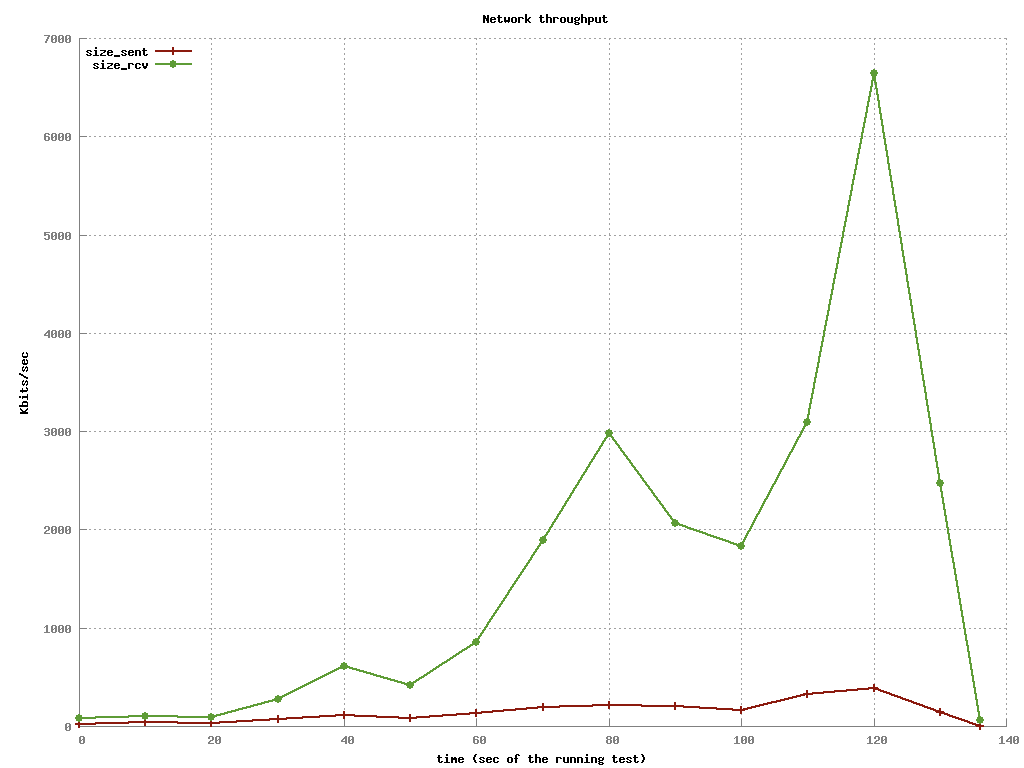 Network throughput
7000
size_sent
size_rcv
6000
5000
4000
Kbits/sec
3000
2000
1000
0
0 20 40 60 80 100 120 140
time (sec of the running test)